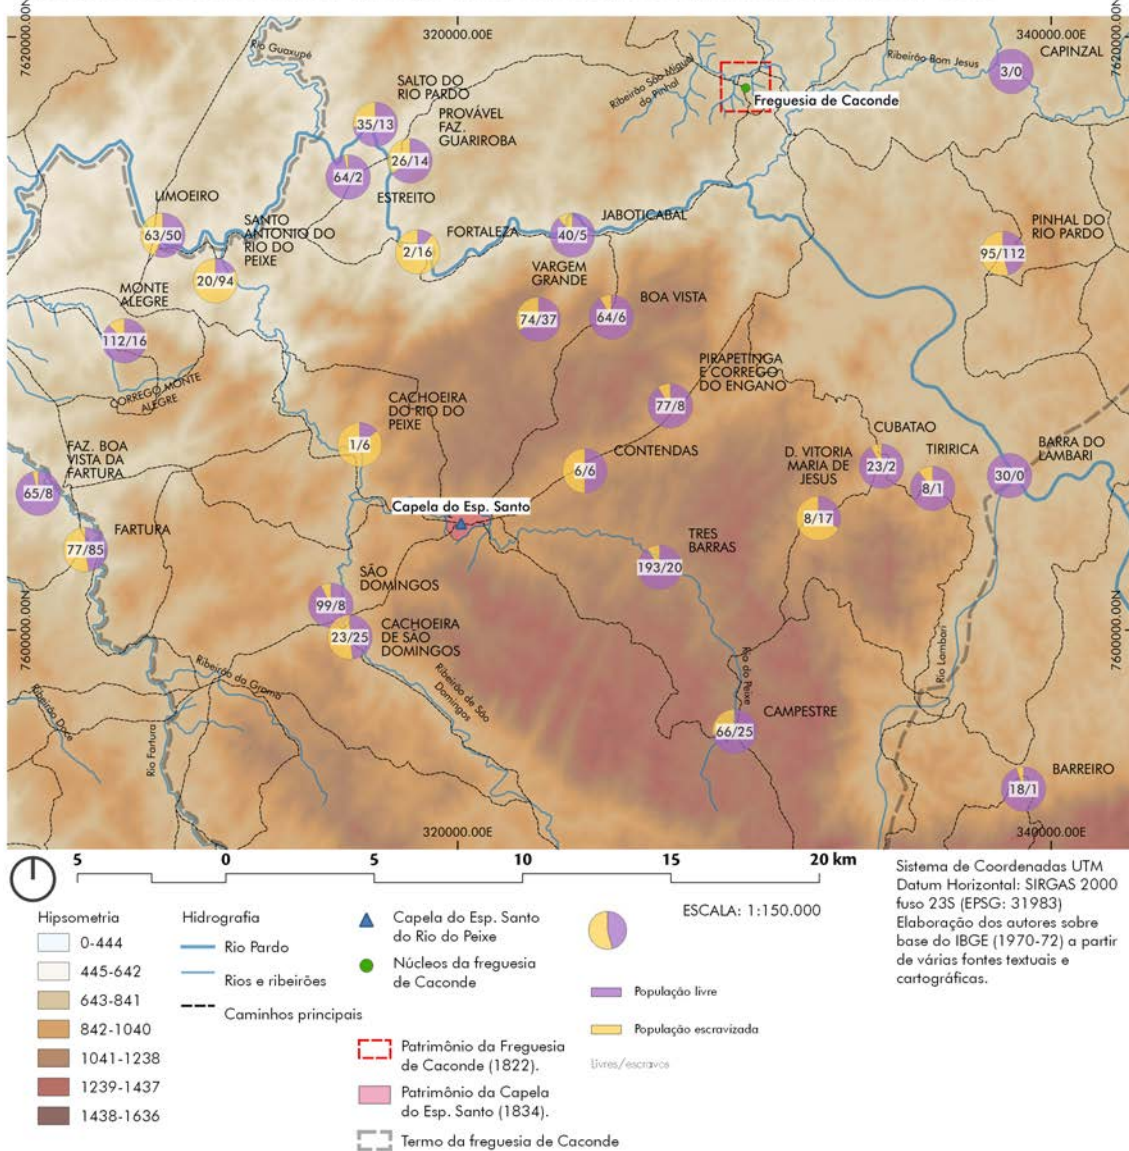 320000.00E
340000.00E
7620000.00N
7620000.00N
Rio Guaxupé
Ribeirão São Miguel
do Pinhal
Ribeirão Bom Jesus
CAPINZAL
3/0
Freguesia de Caconde
SALTO DO
RIO PARDO
35/13
PROVÁVEL
FAZ.
GUARIROBA
26/14
64/2
ESTREITO
LIMOEIRO
63/50
SANTO
ANTONIO DO
RIO DO
PEIXE
20/94
FORTALEZA
2/16
JABOTICABAL
40/5
PINHAL DO
RIO PARDO
95/112
MONTE
ALEGRE
112/16
VARGEM
GRANDE
74/37
BOA VISTA
64/6
CORREGO MONTE
ALEGRE
PIRAPETINGA
E CORREGO
DO ENGANO
77/8
CACHOEIRA
DO RIO DO
PEIXE
1/6
FAZ. BOA
VISTA DA
FARTURA
65/8
CONTENDAS
6/6
D. VITORIA
MARIA DE
JESUS
8/17
CUBATAO
23/2
TIRIRICA
8/1
BARRA DO
LAMBARI
30/0
Capela do Esp. Santo
FARTURA
77/85
TRES
BARRAS
193/20
SÃO
DOMINGOS
99/8
CACHOEIRA
DE SÃO
DOMINGOS
23/25
7600000.00N
7600000.00N
Ribeirão da Grama
Ribeirão Doce
Rio Fartura
Ribeirão de São
Domingos
Rio do Peixe
Rio Lambari
CAMPESTRE
66/25
BARREIRO
18/1
320000.00E
340000.00E
5
0
5
10
15
20 km
ESCALA: 1:150.000
Sistema de Coordenadas UTM
Datum Horizontal: SIRGAS 2000
fuso 23S (EPSG: 31983)
Elaboração dos autores sobre
base do IBGE (1970-72) a partir
de várias fontes textuais e
cartográficas.
Hipsometria
0-444
445-642
643-841
842-1040
1041-1238
1239-1437
1438-1636
Hidrografia
Rio Pardo
Rios e ribeirões
Caminhos principais
Capela do Esp. Santo
do Rio do Peixe
Núcleos da freguesia
de Caconde
Patrimônio da Freguesia
de Caconde (1822).
Patrimônio da Capela
do Esp. Santo (1834).
Termo da freguesia de Caconde
População livre
População escravizada
Livres/escravos